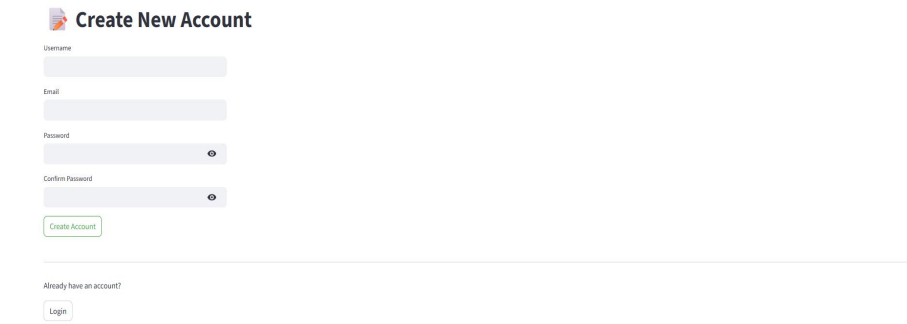 Create New Account
Username
Email
Password
Confirm Password
Create Account
Already have an account?
Login